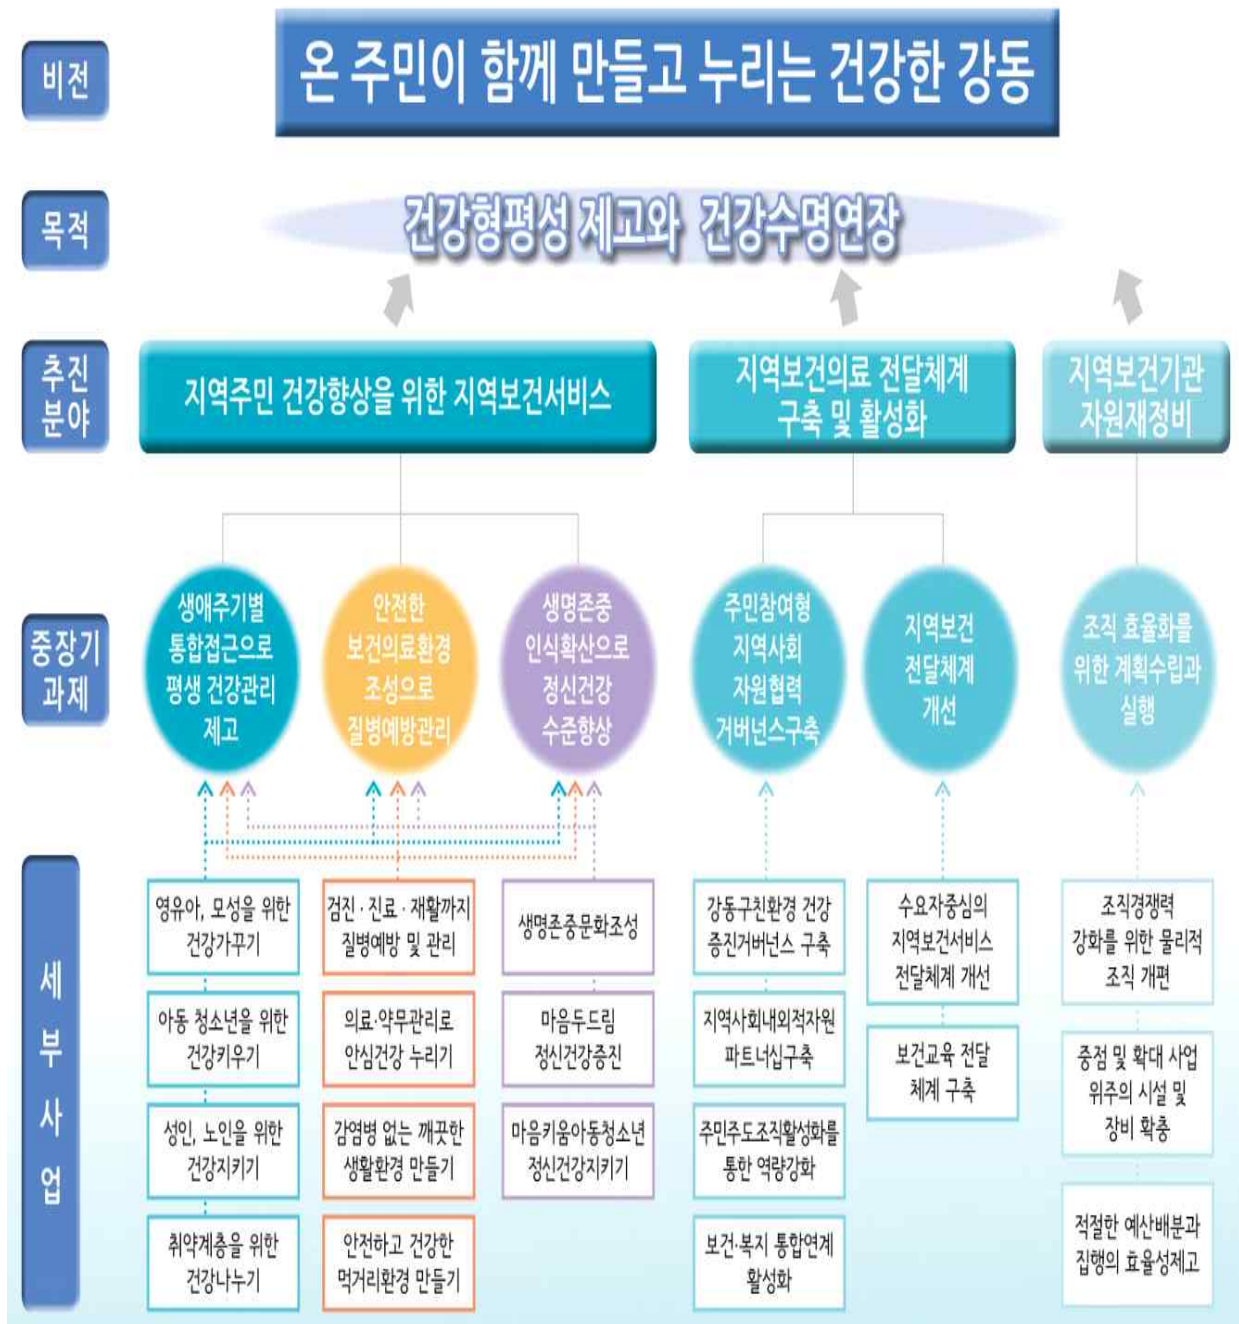 비전
온 주민이 함께 만들고 누리는 건강한 강동
목적
건강형평성 제고와 건강수명연장
추진
분야
지역주민 건강향상을 위한 지역보건서비스
지역보건의료 전달체계
구축 및 활성화
지역보건기관
자원재정비
중장기
과제
생애주기별
통합접근으로
평생 건강관리
제고
안전한
보건의료환경
조성으로
질병예방관리
생명존중
인식확산으로
정신건강
수준향상
주민참여형
지역사회
자원협력
거버넌스구축
지역보건
전달체계
개선
조직 효율화를
위한 계획수립과
실행
세
부
사
업
영유아, 모성을 위한
건강가꾸기
아동 청소년을 위한
건강키우기
성인, 노인을 위한
건강지키기
취약계층을 위한
건강나누기
검진·진료·재활까지
질병예방 및 관리
의료·약무관리로
안심건강 누리기
감염병 없는 깨끗한
생활환경 만들기
안전하고 건강한
먹거리환경 만들기
생명존중문화조성
마음두드림
정신건강증진
마음키움아동청소년
정신건강지키기
강동구친환경 건강
증진거버넌스 구축
지역사회내외적자원
파트너십구축
주민주도조직활성화를
통한 역량강화
보건·복지 통합연계
활성화
수요자중심의
지역보건서비스
전달체계 개선
보건교육 전달
체계 구축
조직경쟁력
강화를 위한 물리적
조직 개편
중점 및 확대 사업
위주의 시설 및
장비 확충
적절한 예산배분과
집행의 효율성제고